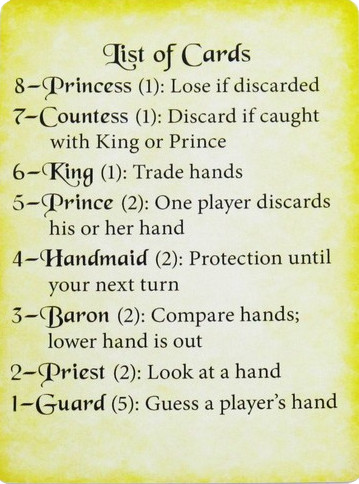 List of Cards
8–Princess (1): Lose if discarded
7–Countess (1): Discard if caught
with King or Prince
6–King (1): Trade hands
5–Prince (2): One player discards
his or her hand
4–Handmaid (2): Protection until
your next turn
3–Baron (2): Compare hands;
lower hand is out
2–Priest (2): Look at a hand
1–Guard (5): Guess a player's hand